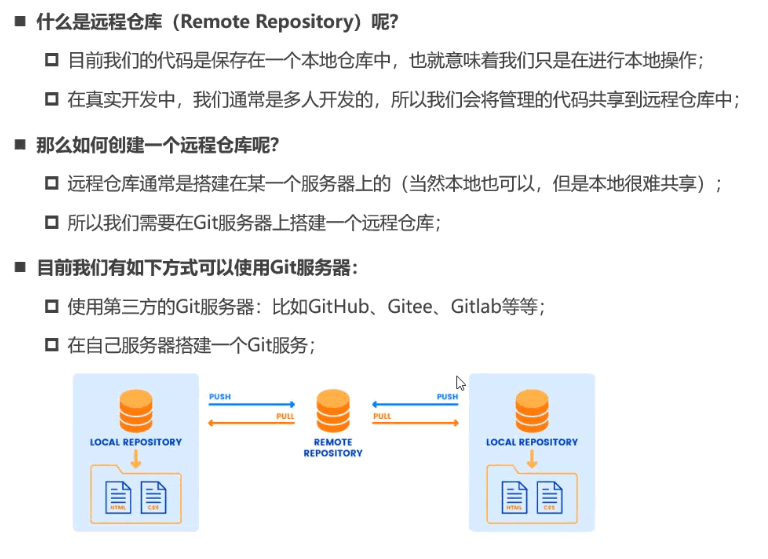 什么是远程仓库（Remote Repository）呢？
目前我们的代码是保存在一个本地仓库中，也就意味着我们只是在进行本地操作；
在真实开发中，我们通常是多人开发的，所以我们会将管理的代码共享到远程仓库中；
那么如何创建一个远程仓库呢？
远程仓库通常是搭建在某一个服务器上的（当然本地也可以，但是本地很难共享）；
所以我们需要在Git服务器上搭建一个远程仓库；
目前我们有如下方式可以使用Git服务器：
使用第三方的Git服务器：比如GitHub、Gitee、Gitlab等等；
在自己服务器搭建一个Git服务；
PUSH
PUSH
PULL
PULL
LOCAL REPOSITORY
REMOTE
REPOSITORY
LOCAL REPOSITORY
HTML
CSS
HTML
CSS